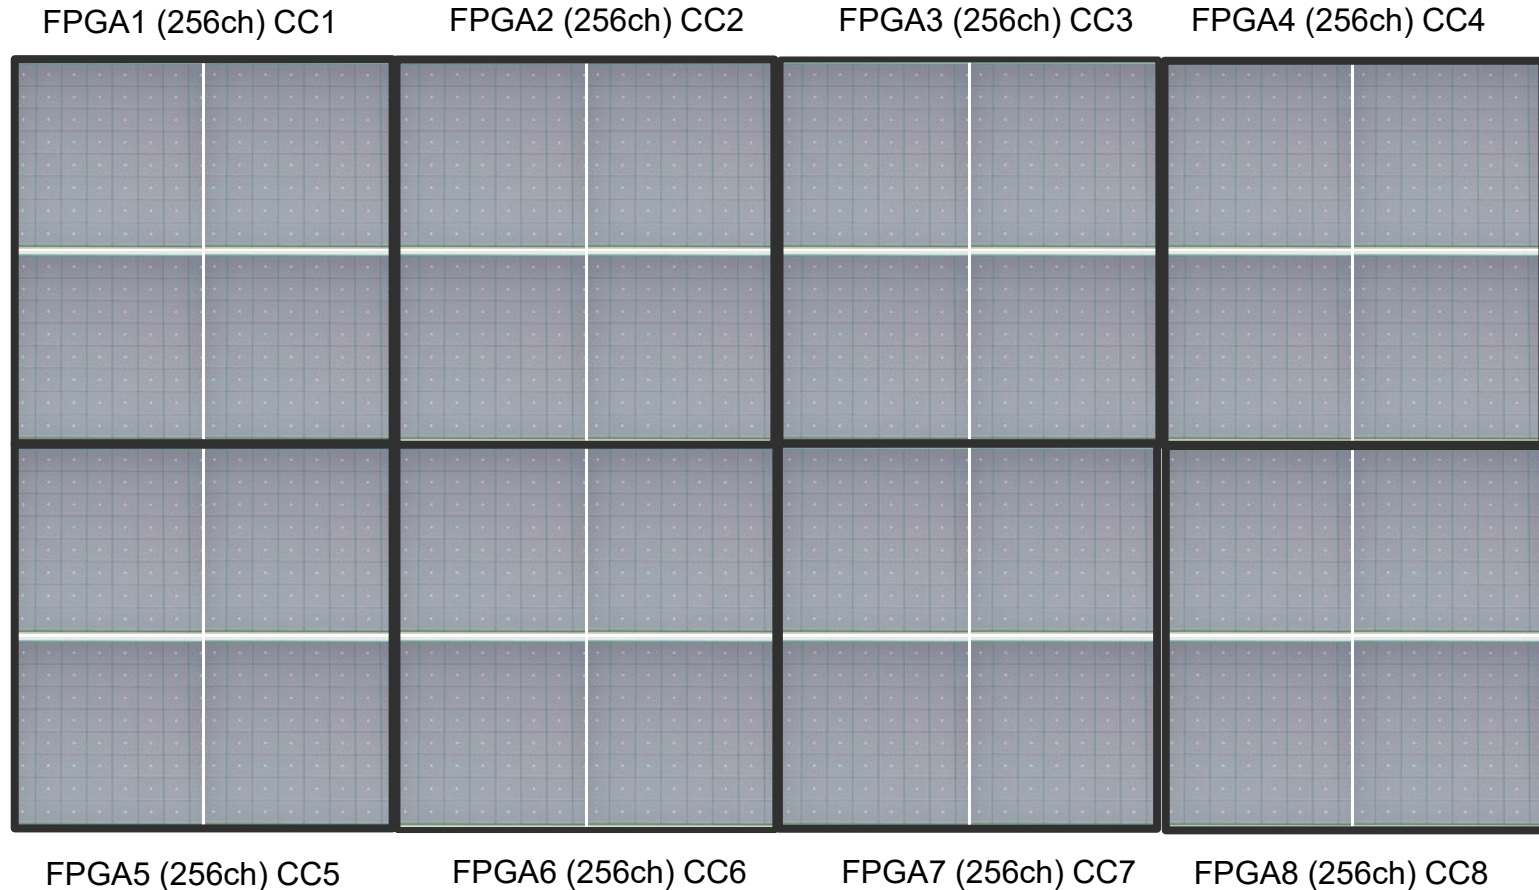 FPGA1 (256ch) CC1 FPGA2 (256ch) CC2 FPGA3 (256ch) CC3 FPGA4 (256ch) CC4
FPGA5 (256ch) CC5 FPGA6 (256ch) CC6 FPGA7 (256ch) CC7 FPGA8 (256ch) CC8